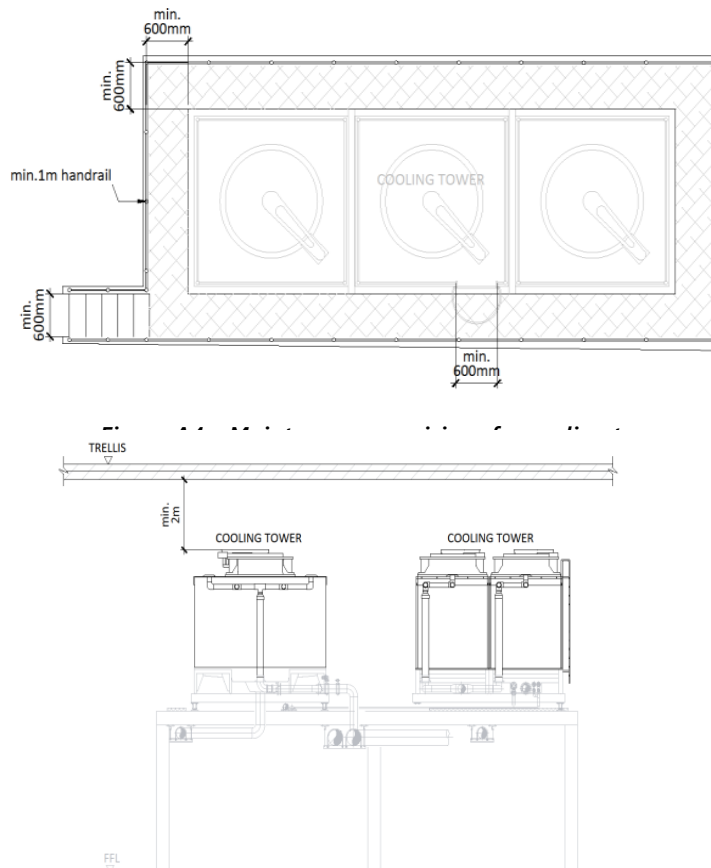 min.
600mm
min.
600mm
min.1m handrail
COOLING TOWER
min.
600mm
min.
600mm
TRELLIS
min.
2m
COOLING TOWER
COOLING TOWER
FFL